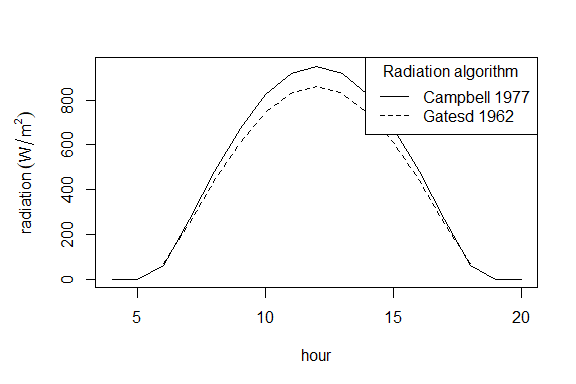 Radiation algorithm
Campbell 1977
Gatesd 1962
radiation (W/m²)
800
600
400
200
0
5 10 15 20
hour